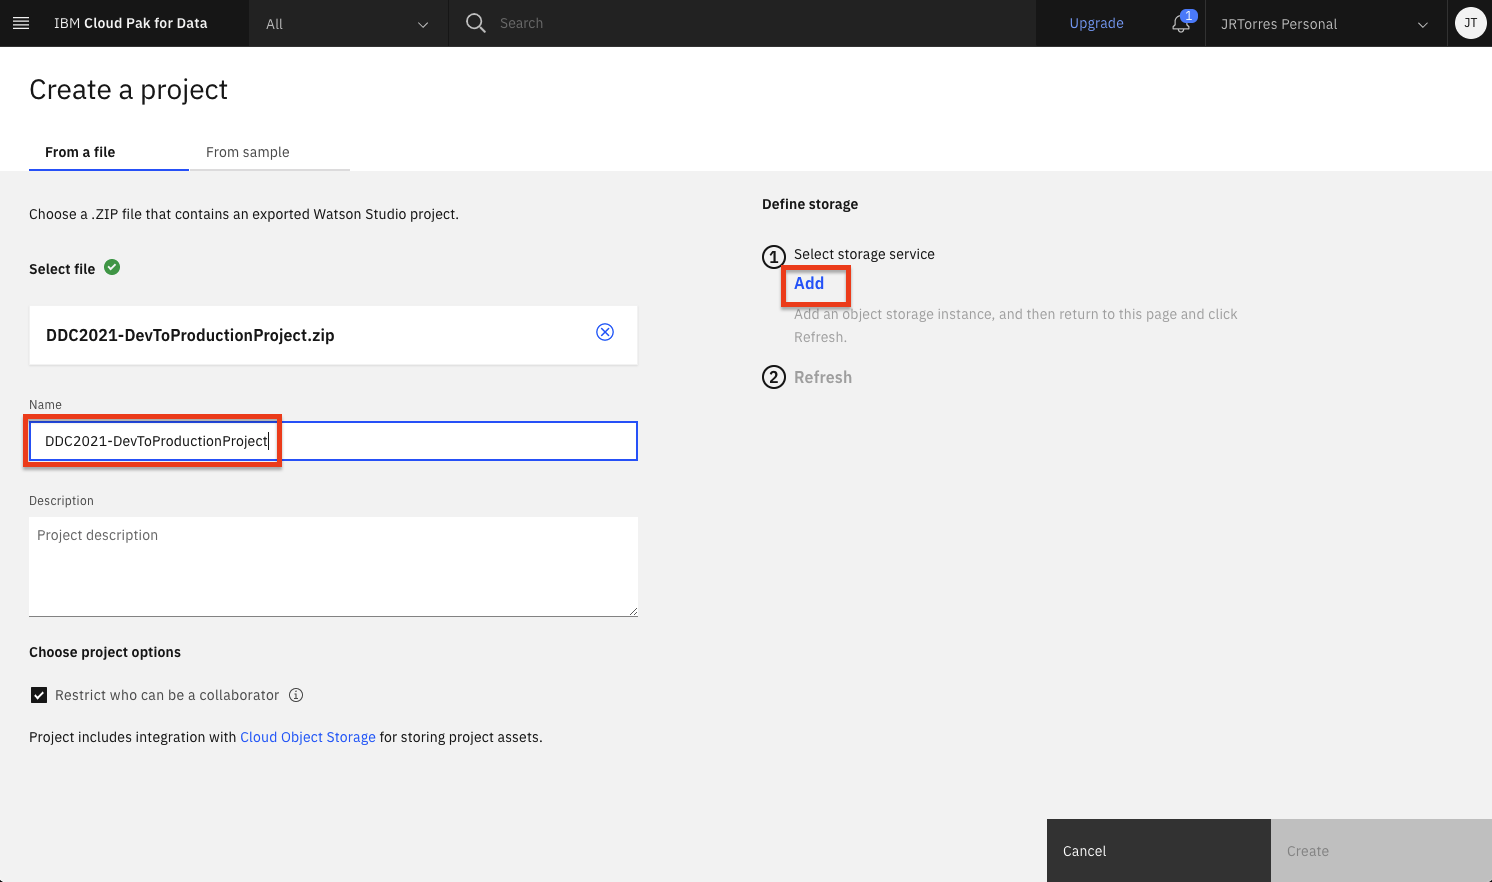 IBM Cloud Pak for Data
All
Search
Upgrade
1
JRTorres Personal
JT
Create a project
From a file
From sample
Choose a .ZIP file that contains an exported Watson Studio project.
Select file
DDC2021-DevToProductionProject.zip
Name
DDC2021-DevToProductionProject
Description
Project description
Choose project options
Restrict who can be a collaborator
Project includes integration with Cloud Object Storage for storing project assets.
Define storage
1 Select storage service
Add
Add an object storage instance, and then return to this page and click
Refresh.
2 Refresh
Cancel
Create